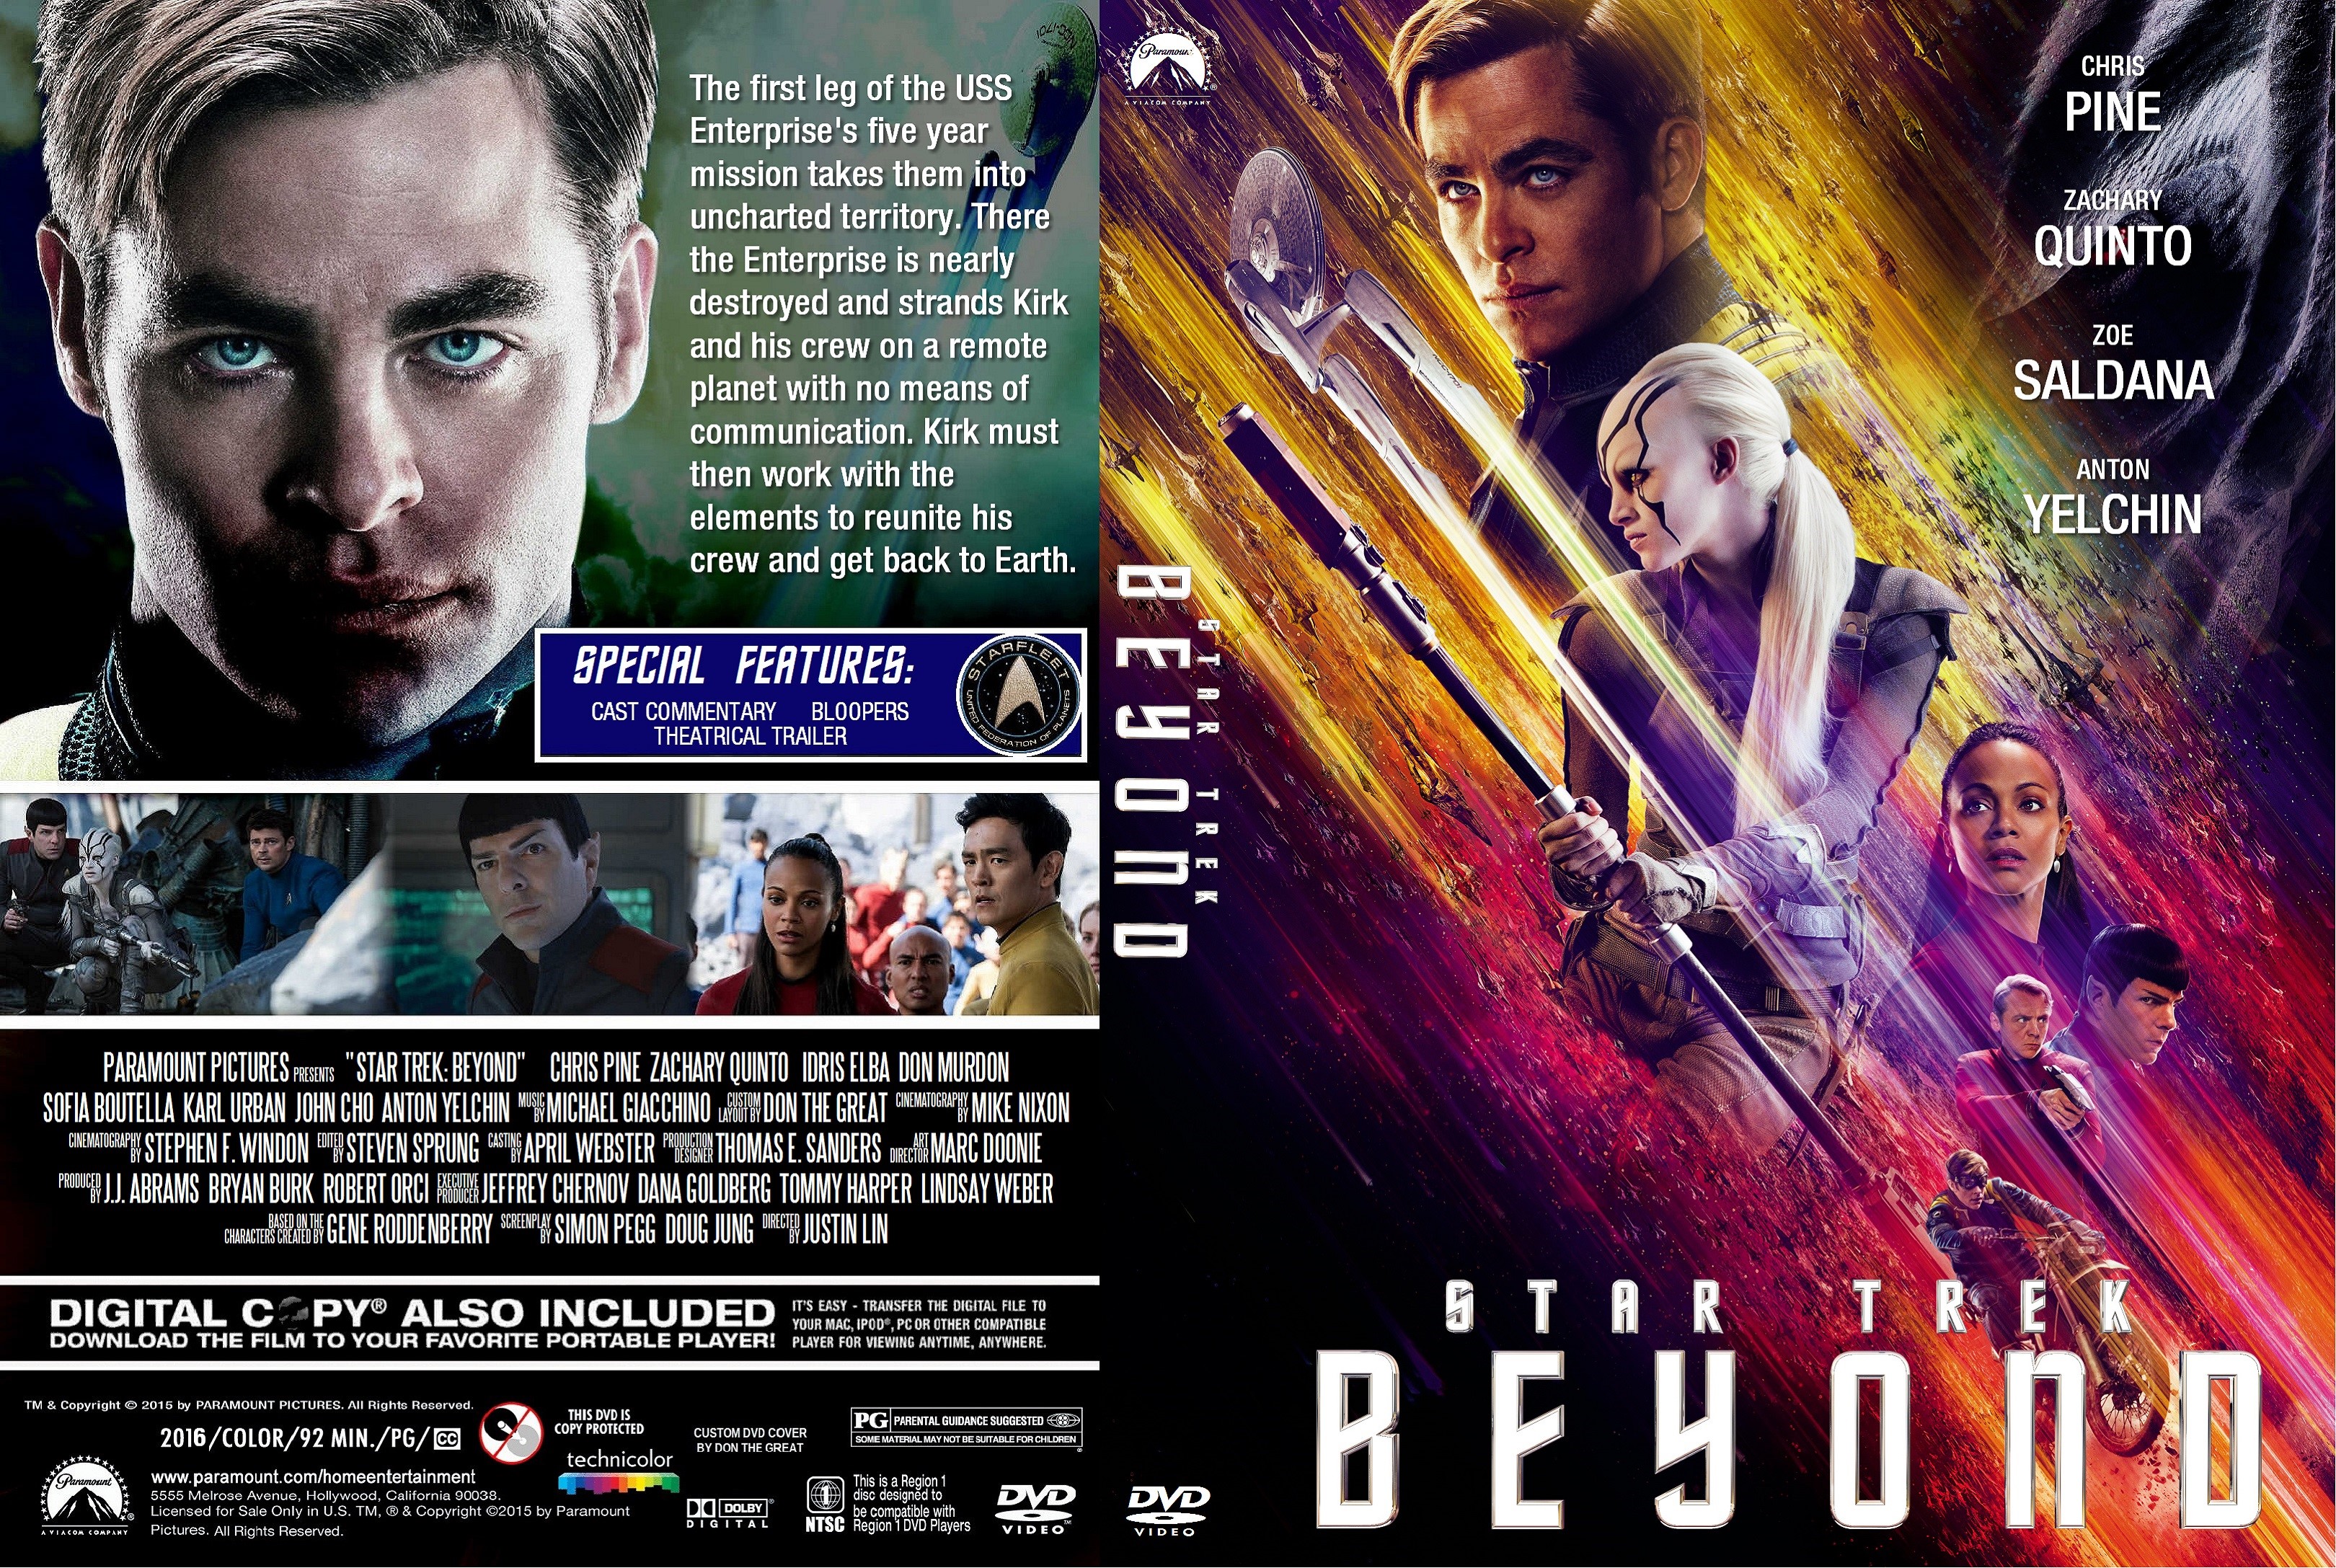 The first leg of the USS
Enterprise's five year
mission takes them into
uncharted territory. There
the Enterprise is nearly
destroyed and strands Kirk
and his crew on a remote
planet with no means of
communication. Kirk must
then work with the
elements to reunite his
crew and get back to Earth.
SPECIAL FEATURES:
CAST COMMENTARY BLOOPERS
THEATRICAL TRAILER
STARFLEET
UNITED FEDERATION OF PLANETS
PARAMOUNT PICTURES PRESENTS "STAR TREK: BEYOND" CHRIS PINE ZACHARY QUINTO IDRIS ELBA DON MURDON
SOFIA BOUTELLA KARL URBAN JOHN CHO ANTON YELCHIN MUSIC BY MICHAEL GIACCHINO CUSTOM LAYOUT BY DON THE GREAT CINEMATOGRAPHY BY MIKE NIXON
CINEMATOGRAPHY BY STEPHEN F. WINDON EDITED BY STEVEN SPRUNG CASTING BY APRIL WEBSTER PRODUCTION DESIGNER THOMAS E. SANDERS ART DIRECTOR MARC DOONIE
PRODUCED BY J.J. ABRAMS BRYAN BURK ROBERT ORCI EXECUTIVE PRODUCER JEFFREY CHERNOV DANA GOLDBERG TOMMY HARPER LINDSAY WEBER
BASED ON THE CHARACTERS CREATED BY GENE RODDENBERRY SCREENPLAY BY SIMON PEGG DOUG JUNG DIRECTED BY JUSTIN LIN
DIGITAL COPY® ALSO INCLUDED
DOWNLOAD THE FILM TO YOUR FAVORITE PORTABLE PLAYER!
IT'S EASY - TRANSFER THE DIGITAL FILE TO
YOUR MAC, IPOD®, PC OR OTHER COMPATIBLE
PLAYER FOR VIEWING ANYTIME, ANYWHERE.
TM & Copyright © 2015 by PARAMOUNT PICTURES. All Rights Reserved.
2016/COLOR/92 MIN./PG/CC
THIS DVD IS
COPY PROTECTED
technicolor
CUSTOM DVD COVER
BY DON THE GREAT
PG PARENTAL GUIDANCE SUGGESTED
SOME MATERIAL MAY NOT BE SUITABLE FOR CHILDREN ®
Paramount
A VIACOM COMPANY
www.paramount.com/homeentertainment
5555 Melrose Avenue, Hollywood, California 90038.
Licensed for Sale Only in U.S. TM, ® & Copyright ©2015 by Paramount
Pictures. All Rights Reserved.
DOLBY®
DIGITAL
1
NTSC
This is a Region 1
disc designed to
be compatible with
Region 1 DVD Players
DVD
VIDEO™
STAR TREK
BEYOND
DVD
VIDEO
Paramount
A VIACOM COMPANY
CHRIS
PINE
ZACHARY
QUINTO
ZOE
SALDANA
ANTON
YELCHIN
STAR TREK
BEYOND